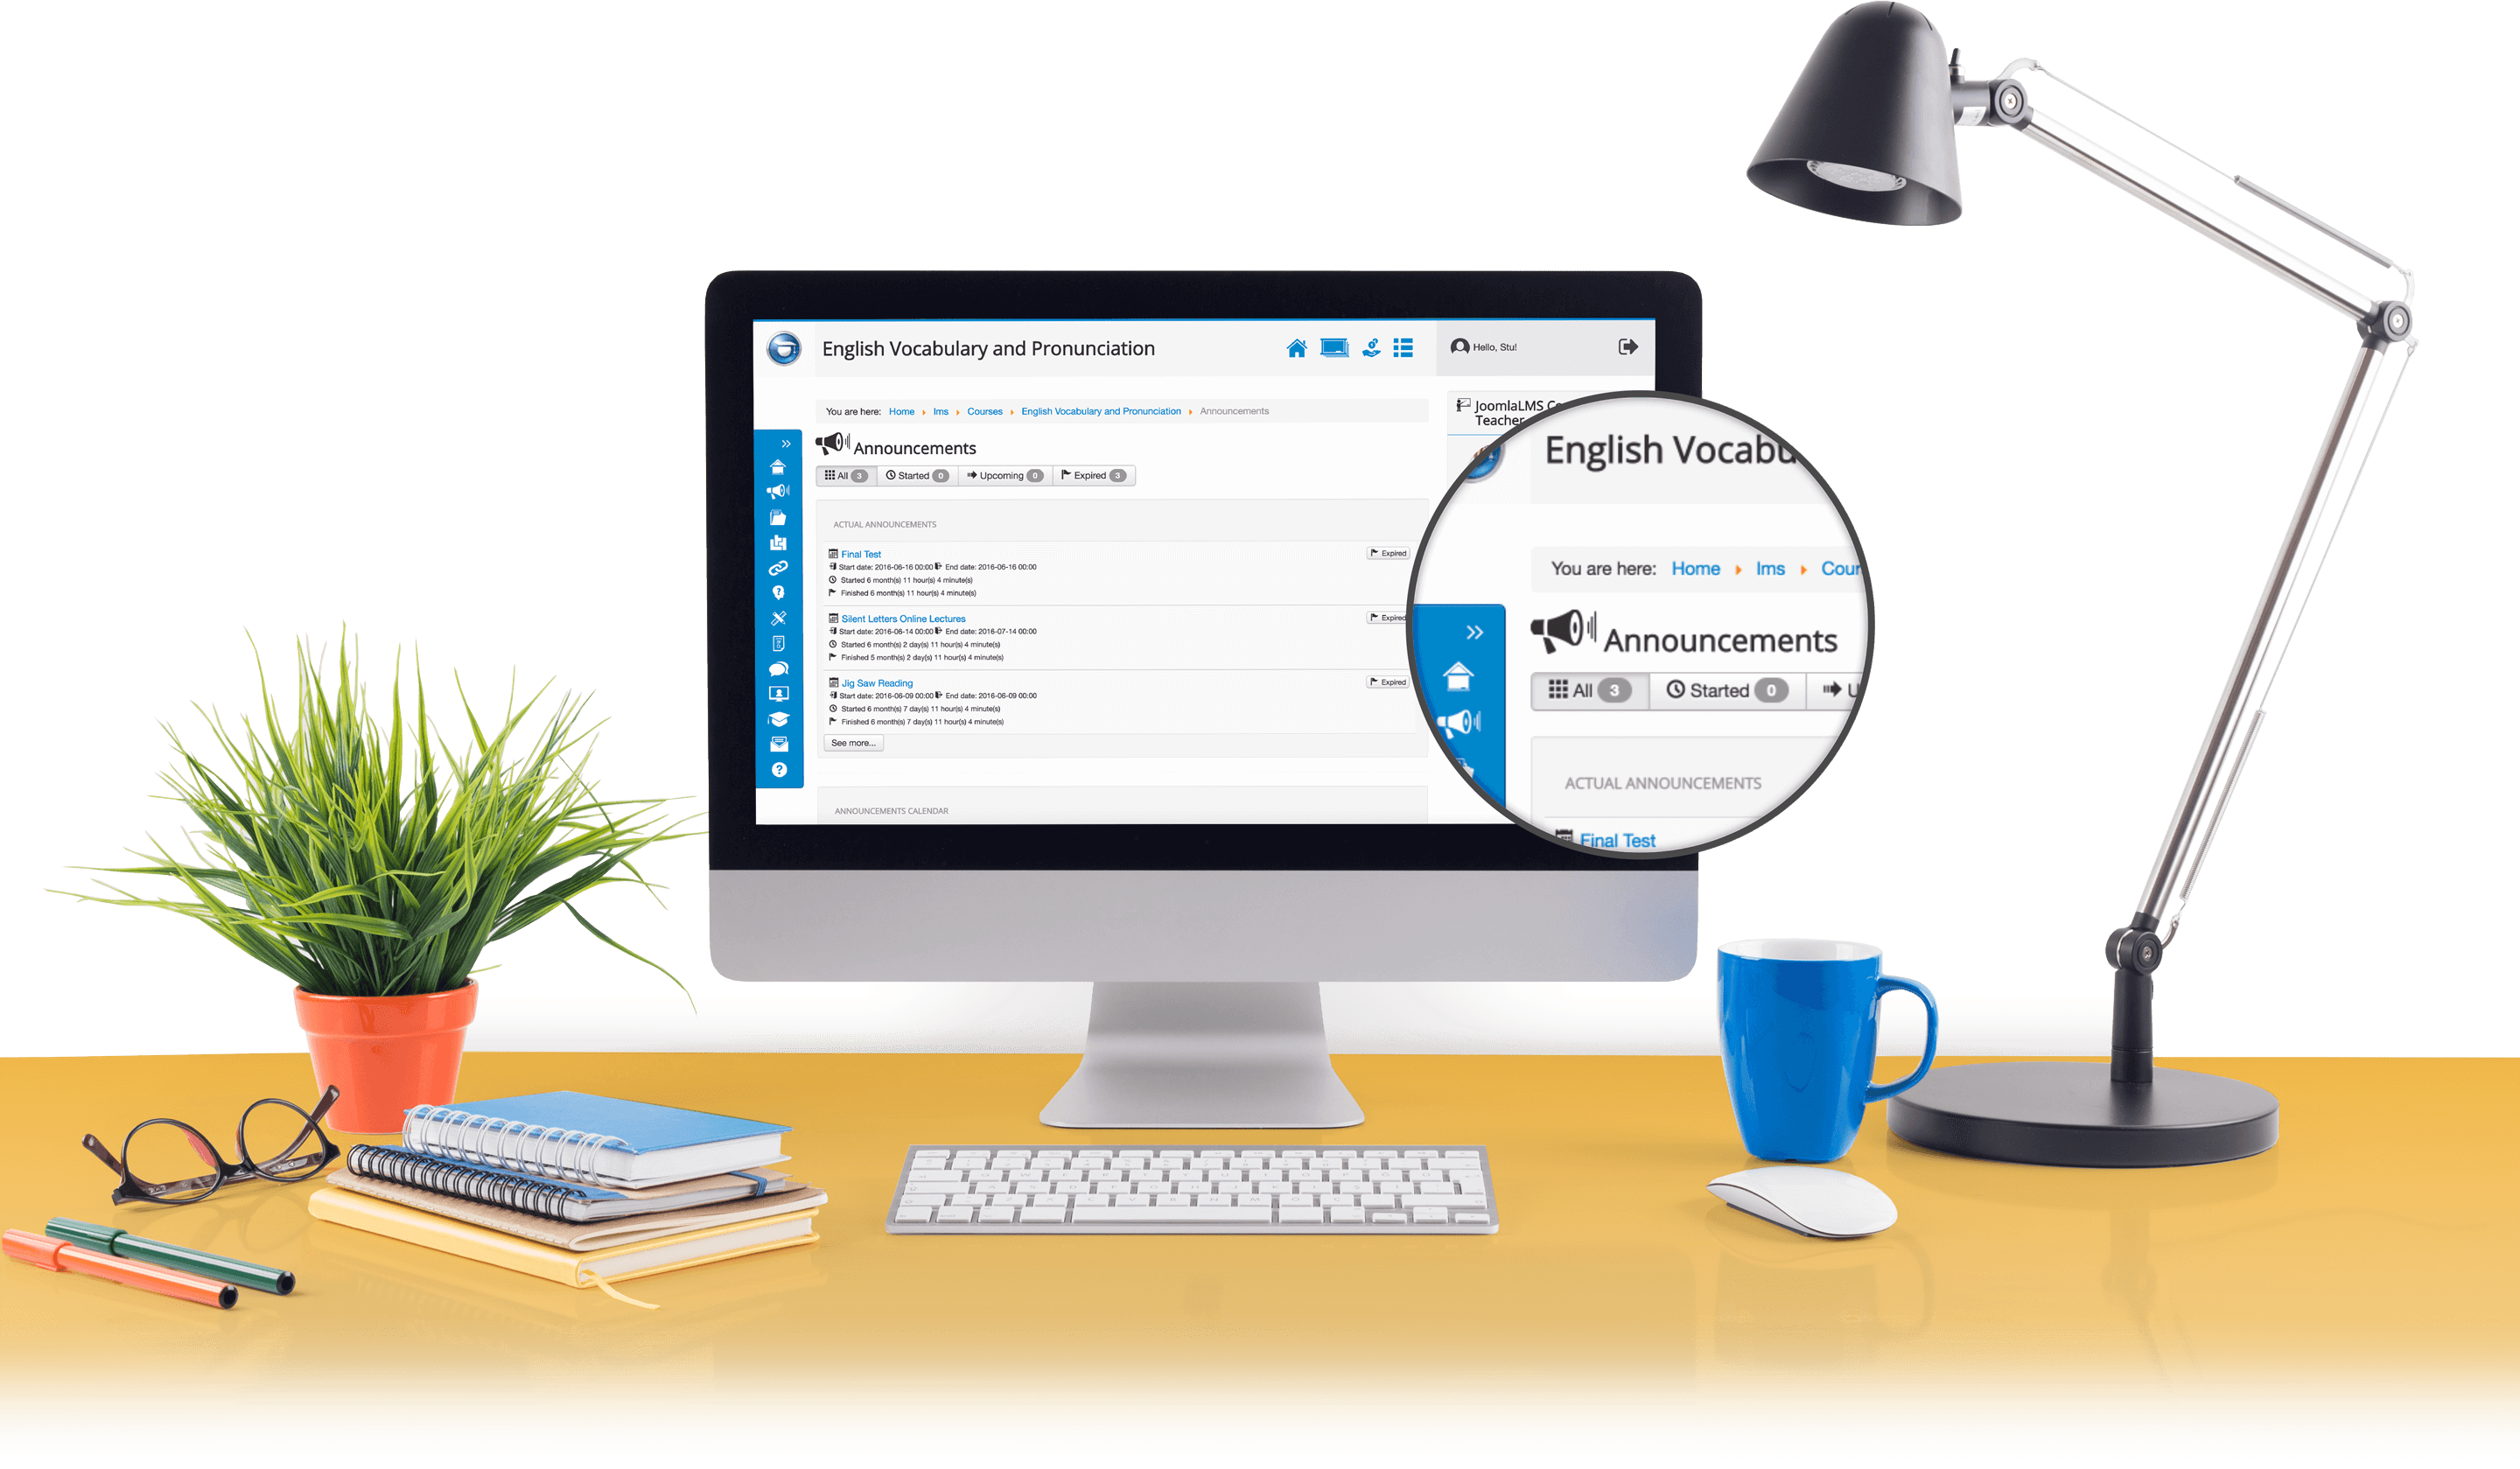 English Vocabulary and Pronunciation
Hello, Stu!
You are here: Home lms Courses English Vocabulary and Pronunciation Announcements
JoomlaLMS Co
Teacher
Announcements
All 3 Started 0 Upcoming 0 Expired 3
ACTUAL ANNOUNCEMENTS
Final Test
Expired
Start date: 2016-06-16 00:00 End date: 2016-06-16 00:00
Started 6 month(s) 11 hour(s) 4 minute(s)
Finished 6 month(s) 11 hour(s) 4 minute(s)
Silent Letters Online Lectures
Expired
Start date: 2016-06-14 00:00 End date: 2016-07-14 00:00
Started 6 month(s) 2 day(s) 11 hour(s) 4 minute(s)
Finished 5 month(s) 2 day(s) 11 hour(s) 4 minute(s)
Jig Saw Reading
Expired
Start date: 2016-06-09 00:00 End date: 2016-06-09 00:00
Started 6 month(s) 7 day(s) 11 hour(s) 4 minute(s)
Finished 6 month(s) 7 day(s) 11 hour(s) 4 minute(s)
See more...
ANNOUNCEMENTS CALENDAR
English Vocabu
You are here: Home lms Cour
Announcements
All 3 Started 0 U
ACTUAL ANNOUNCEMENTS
Final Test